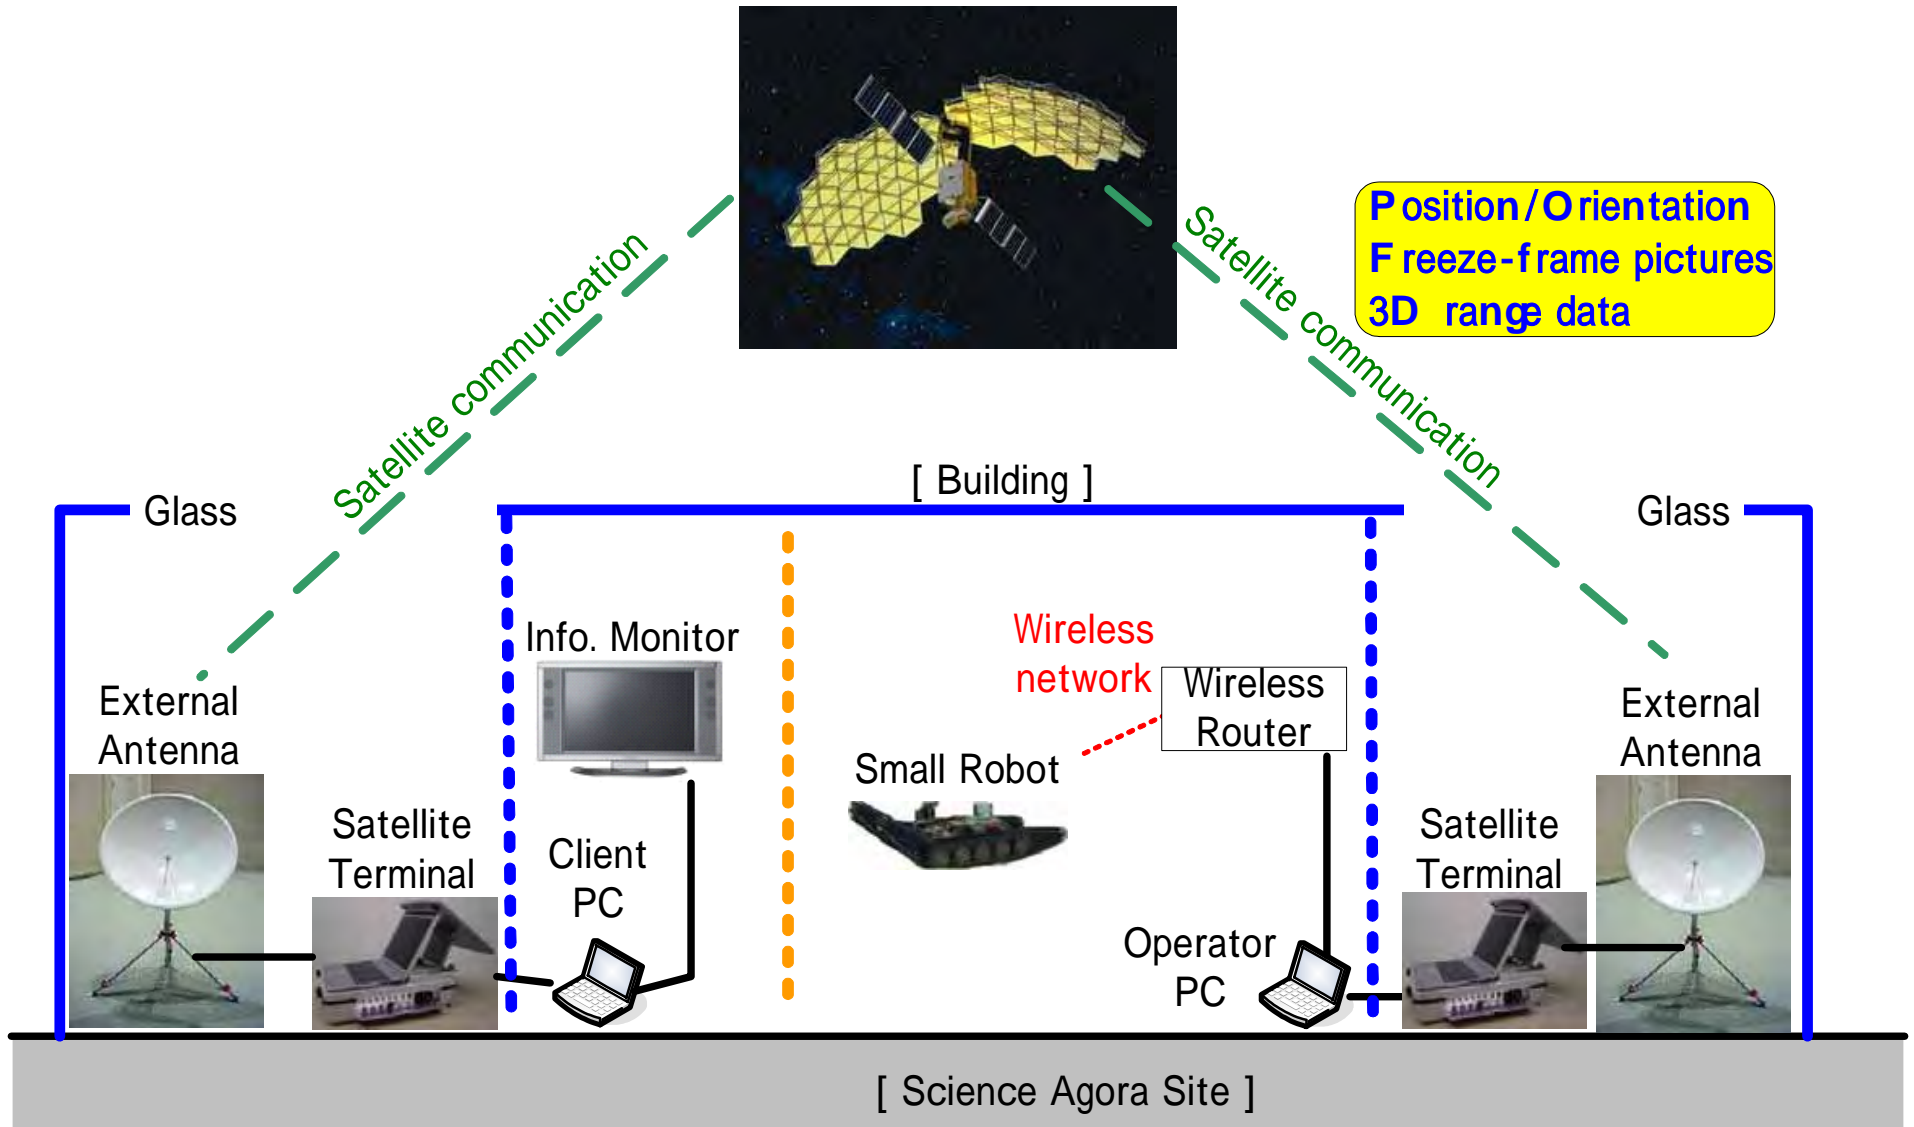 Satellite communication
Satellite communication
Position/Orientation
Freeze-frame pictures
3D range data
[ Building ]
Glass
Glass
Info. Monitor
Wireless
network
Wireless
Router
External
Antenna
External
Antenna
Small Robot
Satellite
Terminal
Client
PC
Satellite
Terminal
Operator
PC
[ Science Agora Site ]